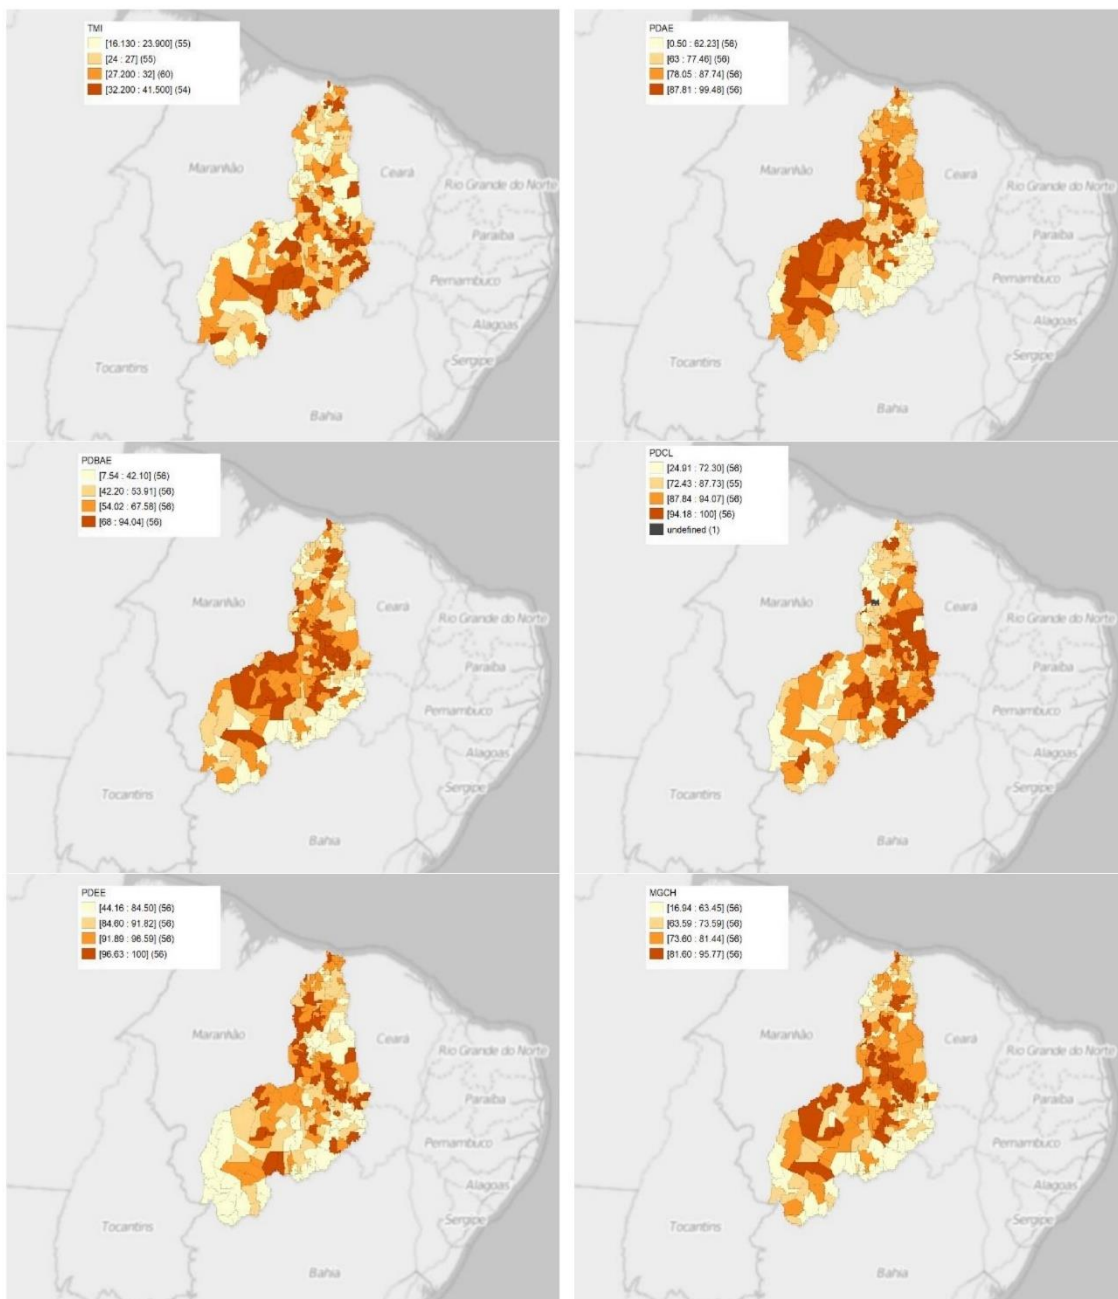 TMI
[16.130 : 23.900] (55)
[24 : 27] (55)
[27.200 : 32] (60)
[32.200 : 41.500] (54)
Maranhão
Ceará
Rio Grande do Norte
Paraíba
Pernambuco
Alagoas
Sergipe
Tocantins
Bahia
PDAE
[0.50 : 62.23] (56)
[63 : 77.46] (56)
[78.05 : 87.74] (56)
[87.81 : 99.48] (56)
Maranhão
Ceará
Rio Grande do Norte
Paraíba
Pernambuco
Alagoas
Sergipe
Tocantins
Bahia
PDBAE
[7.54 : 42.10] (56)
[42.20 : 53.91] (56)
[54.02 : 67.58] (56)
[68 : 94.04] (56)
Maranhão
Ceará
Rio Grande do Norte
Paraíba
Pernambuco
Alagoas
Sergipe
Tocantins
Bahia
PDCL
[24.91 : 72.30] (56)
[72.43 : 87.73] (55)
[87.84 : 94.07] (56)
[94.18 : 100] (56)
undefined (1)
Maranhão
Ceará
Rio Grande do Norte
Paraíba
Pernambuco
Alagoas
Sergipe
Tocantins
Bahia
PDEE
[44.16 : 84.50] (56)
[84.60 : 91.82] (56)
[91.89 : 96.59] (56)
[96.63 : 100] (56)
Maranhão
Ceará
Rio Grande do Norte
Paraíba
Pernambuco
Alagoas
Sergipe
Tocantins
Bahia
MGCH
[16.94 : 63.45] (56)
[63.59 : 73.59] (56)
[73.60 : 81.44] (56)
[81.60 : 95.77] (56)
Maranhão
Ceará
Rio Grande do Norte
Paraíba
Pernambuco
Alagoas
Sergipe
Tocantins
Bahia